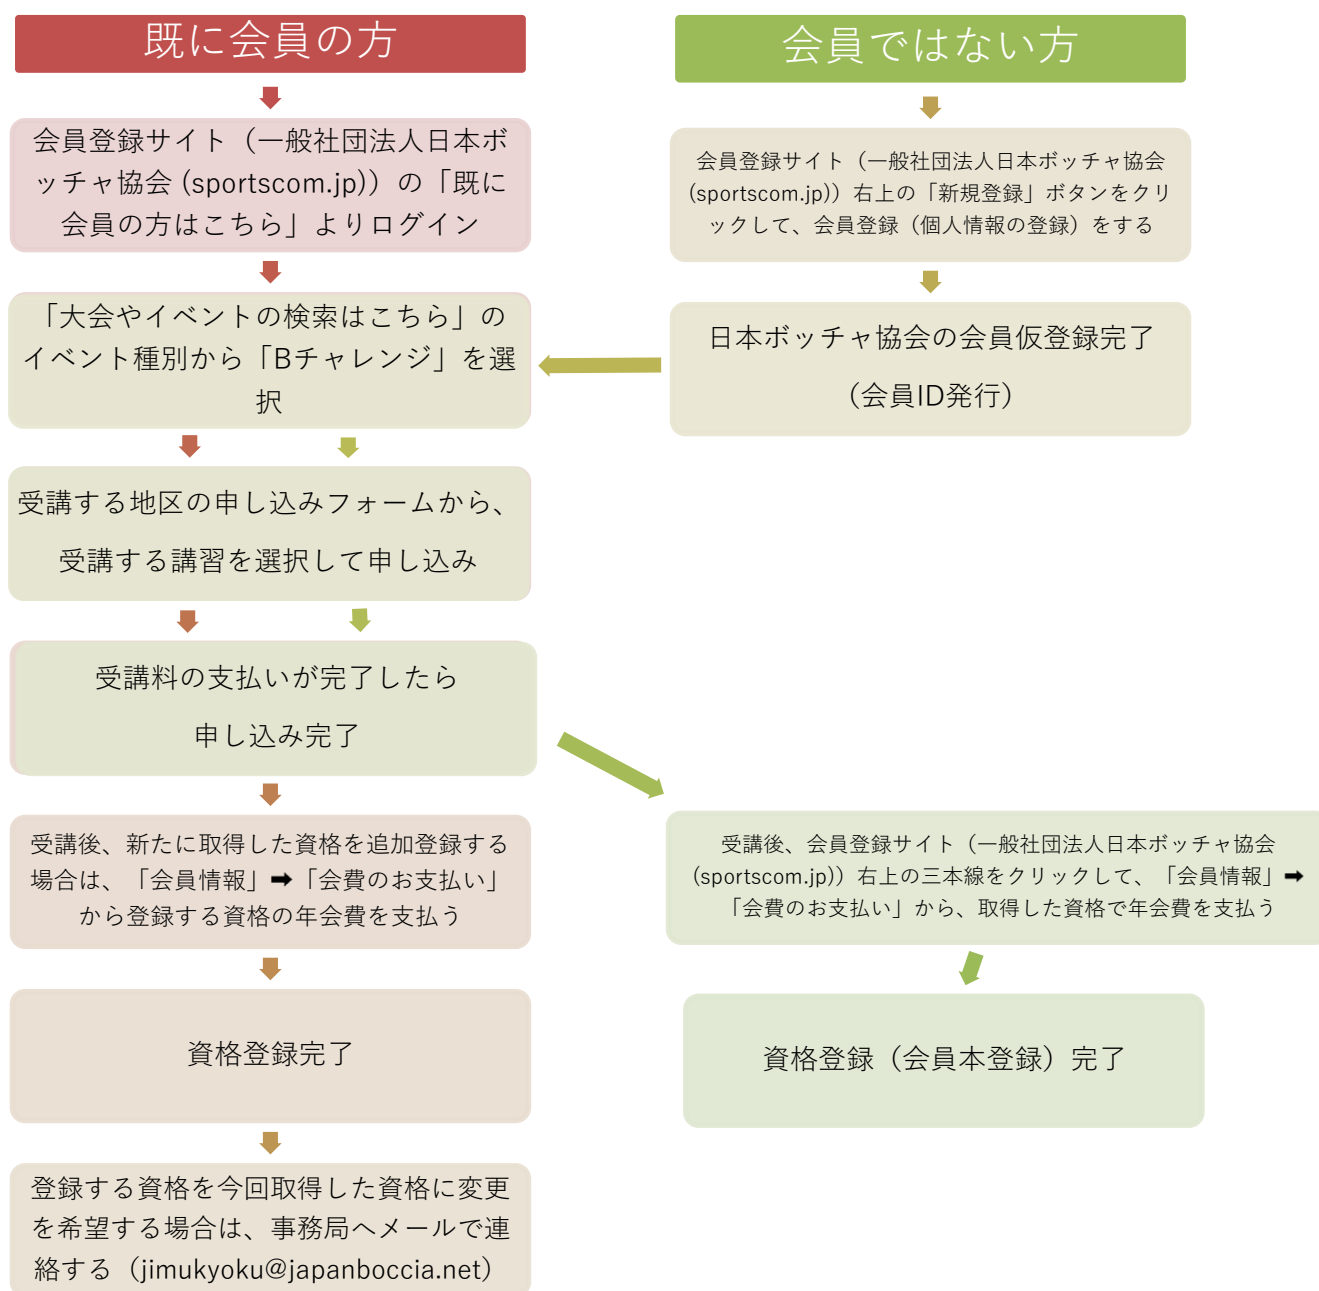 既に会員の方
会員登録サイト（一般社団法人日本ボ
ッチャ協会 (sportscom.jp)）の「既に
会員の方はこちら」よりログイン
「大会やイベントの検索はこちら」の
イベント種別から「Bチャレンジ」を選
択
受講する地区の申し込みフォームから、
受講する講習を選択して申し込み
受講料の支払いが完了したら
申し込み完了
受講後、新たに取得した資格を追加登録する
場合は、「会員情報」➡「会費のお支払い」
から登録する資格の年会費を支払う
資格登録完了
登録する資格を今回取得した資格に変更
を希望する場合は、事務局へメールで連
絡する（jimukyoku@japanboccia.net）
会員ではない方
会員登録サイト（一般社団法人日本ボッチャ協会
(sportscom.jp)）右上の「新規登録」ボタンをクリ
ックして、会員登録（個人情報の登録）をする
日本ボッチャ協会の会員仮登録完了
（会員ID発行）
受講後、会員登録サイト（一般社団法人日本ボッチャ協会
(sportscom.jp)）右上の三本線をクリックして、「会員情報」➡
「会費のお支払い」から、取得した資格で年会費を支払う
資格登録（会員本登録）完了